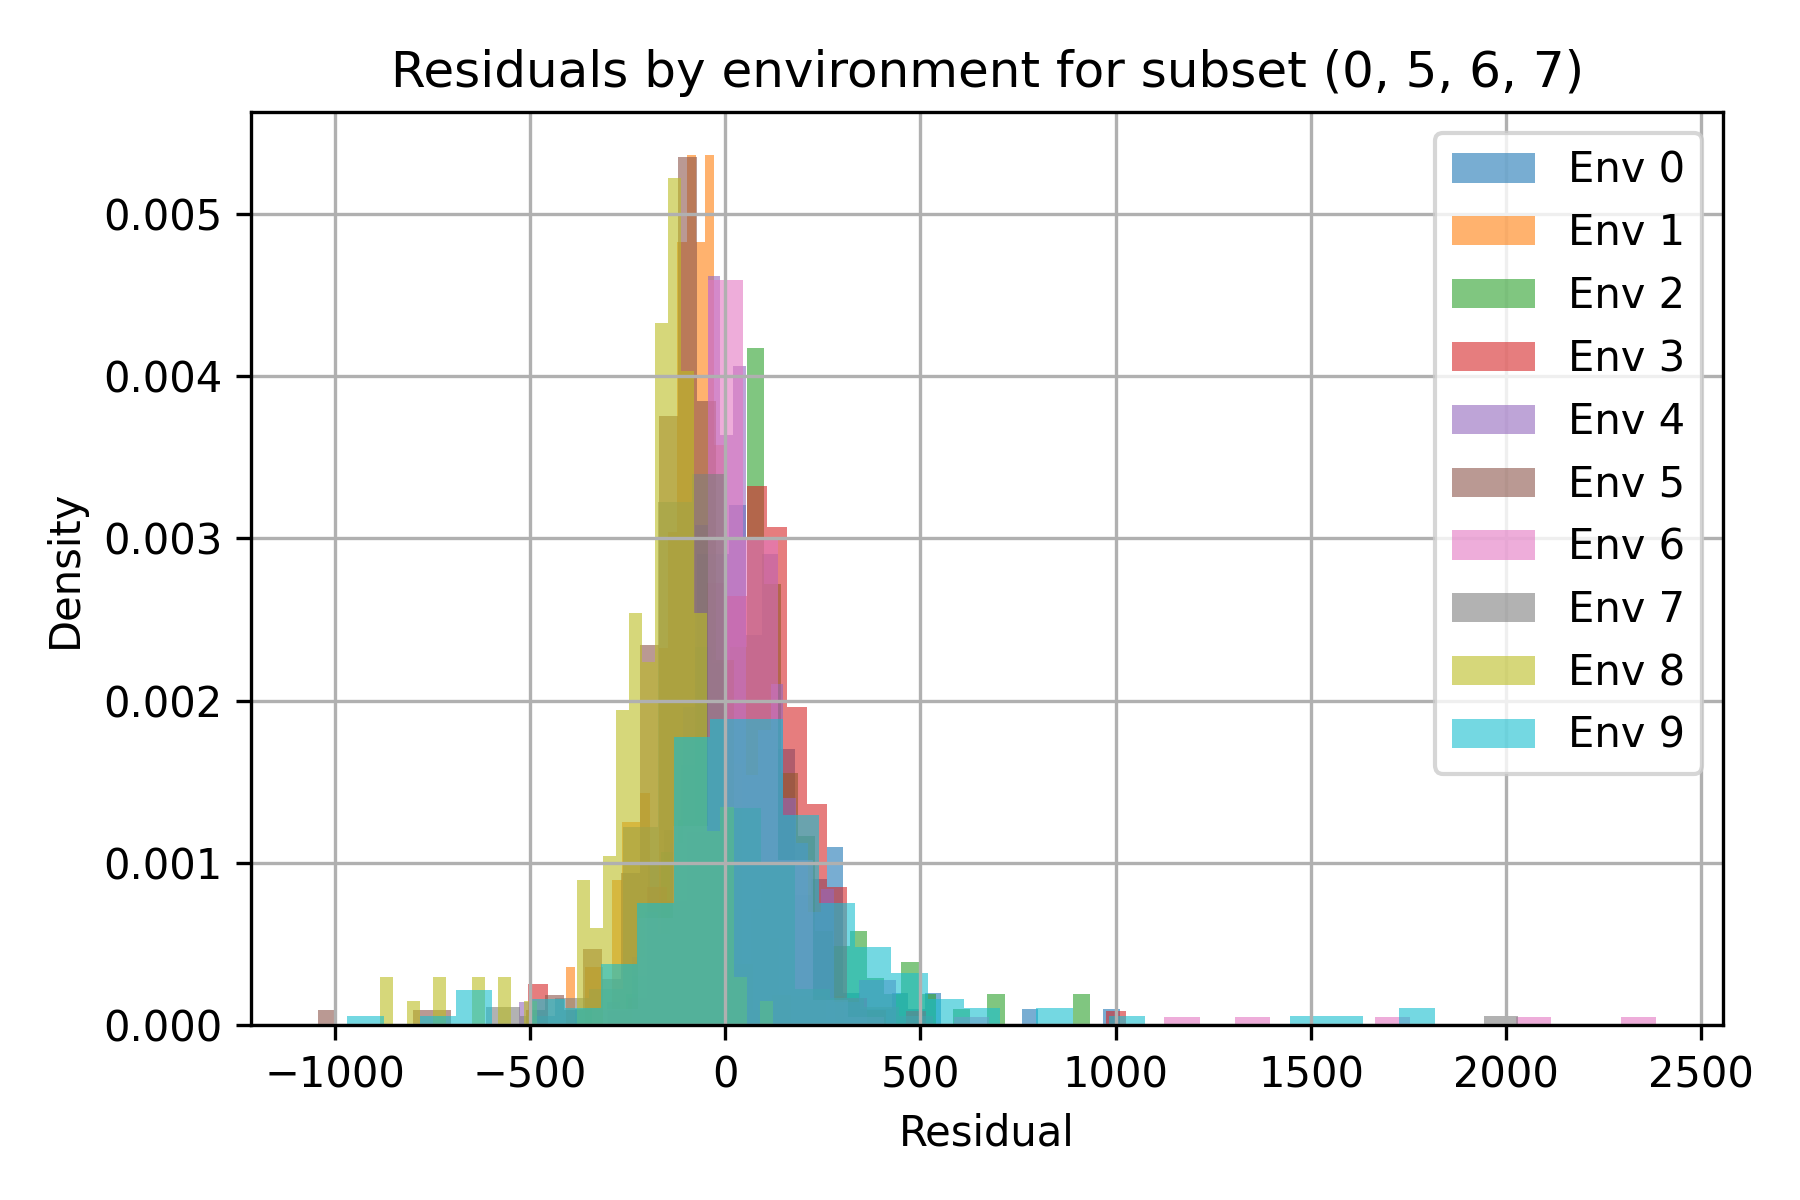 Residuals by environment for subset (0, 5, 6, 7)
Density
0.005
0.004
0.003
0.002
0.001
0.000
−1000 −500 0 500 1000 1500 2000 2500
Residual
Env 0
Env 1
Env 2
Env 3
Env 4
Env 5
Env 6
Env 7
Env 8
Env 9